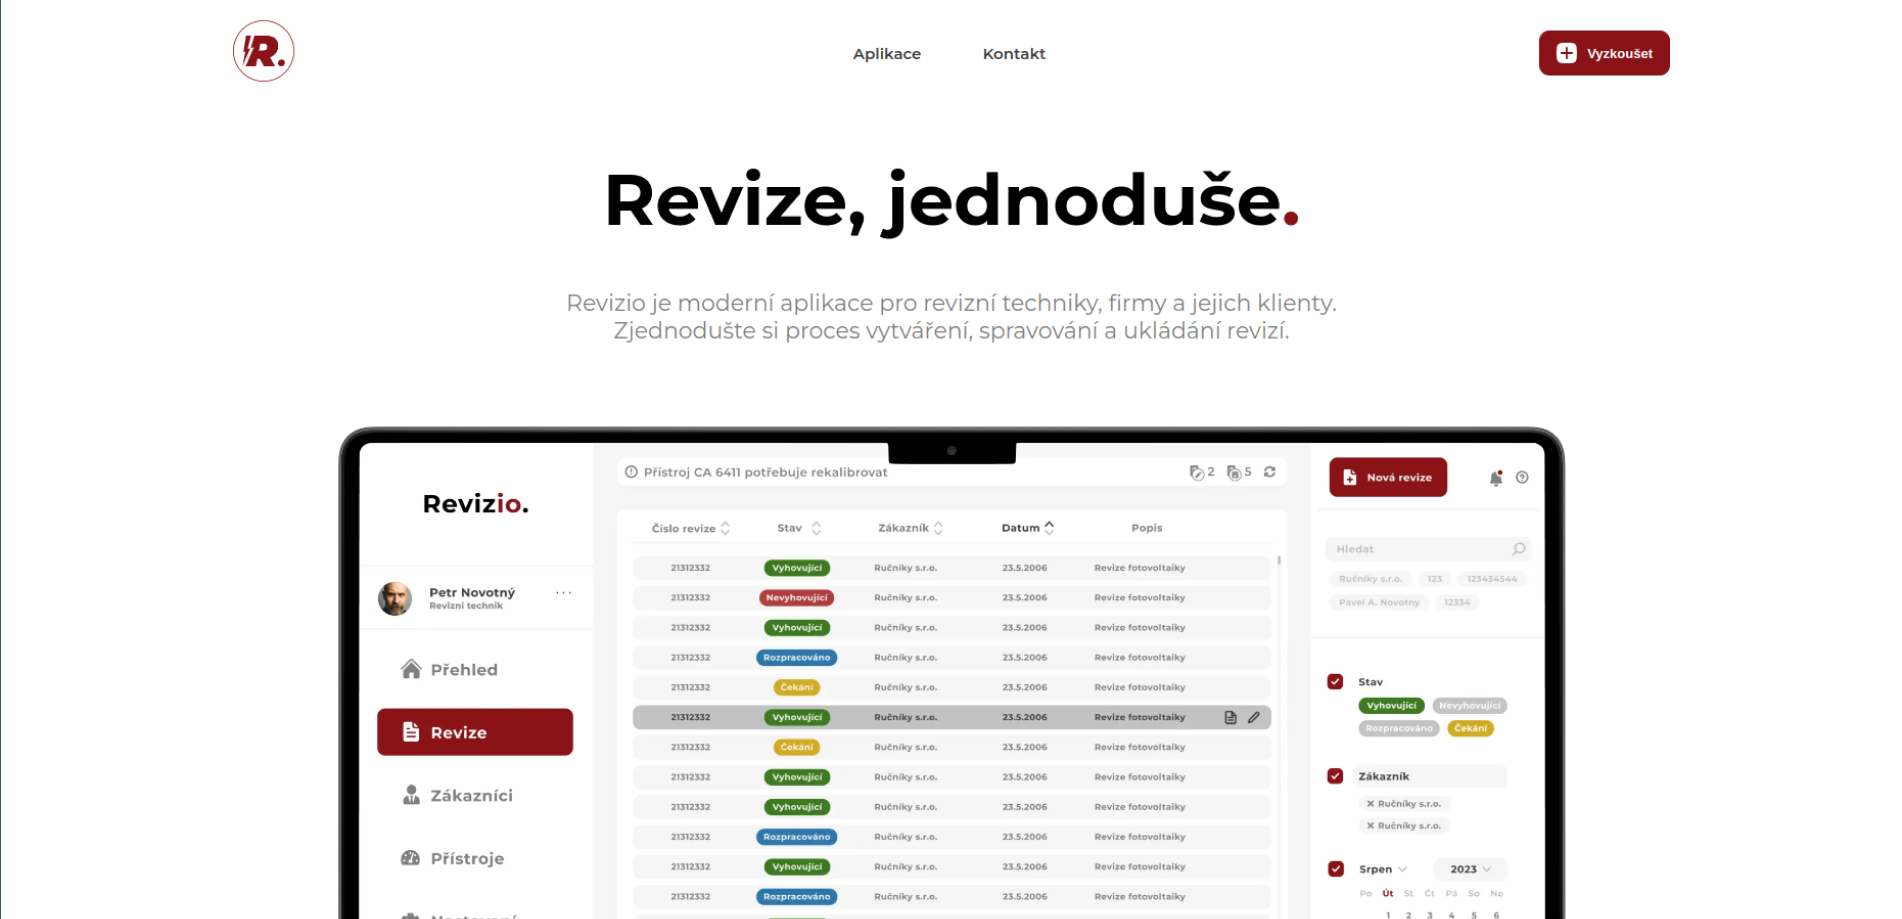 R.
Aplikace
Kontakt
Vyzkoušet
Revize, jednoduše.
Revizio je moderní aplikace pro revizní techniky, firmy a jejich klienty.
Zjednodušte si proces vytváření, spravování a ukládání revizí.
Revizio.
Petr Novotný
Revizní technik
Přehled
Revize
Zákazníci
Přístroje
Přístroj CA 6411 potřebuje rekalibrovat 2 5
Číslo revize Stav Zákazník Datum Popis
21312332 Vyhovující Ručníky s.r.o. 23.5.2006 Revize fotovoltaiky
21312332 Nevyhovující Ručníky s.r.o. 23.5.2006 Revize fotovoltaiky
21312332 Vyhovující Ručníky s.r.o. 23.5.2006 Revize fotovoltaiky
21312332 Rozpracováno Ručníky s.r.o. 23.5.2006 Revize fotovoltaiky
21312332 Čekání Ručníky s.r.o. 23.5.2006 Revize fotovoltaiky
21312332 Vyhovující Ručníky s.r.o. 23.5.2006 Revize fotovoltaiky
21312332 Čekání Ručníky s.r.o. 23.5.2006 Revize fotovoltaiky
21312332 Vyhovující Ručníky s.r.o. 23.5.2006 Revize fotovoltaiky
21312332 Vyhovující Ručníky s.r.o. 23.5.2006 Revize fotovoltaiky
21312332 Rozpracováno Ručníky s.r.o. 23.5.2006 Revize fotovoltaiky
21312332 Vyhovující Ručníky s.r.o. 23.5.2006 Revize fotovoltaiky
21312332 Rozpracováno Ručníky s.r.o. 23.5.2006 Revize fotovoltaiky
Nová revize
Hledat
Ručníky s.r.o. 123 123434544
Pavel A. Novotny 12334
Stav
Vyhovující Nevyhovující
Rozpracováno Čekání
Zákazník
Ručníky s.r.o.
Ručníky s.r.o.
Srpen 2023
Po Út St Čt Pá So Ne
1 2 3 4 5 6